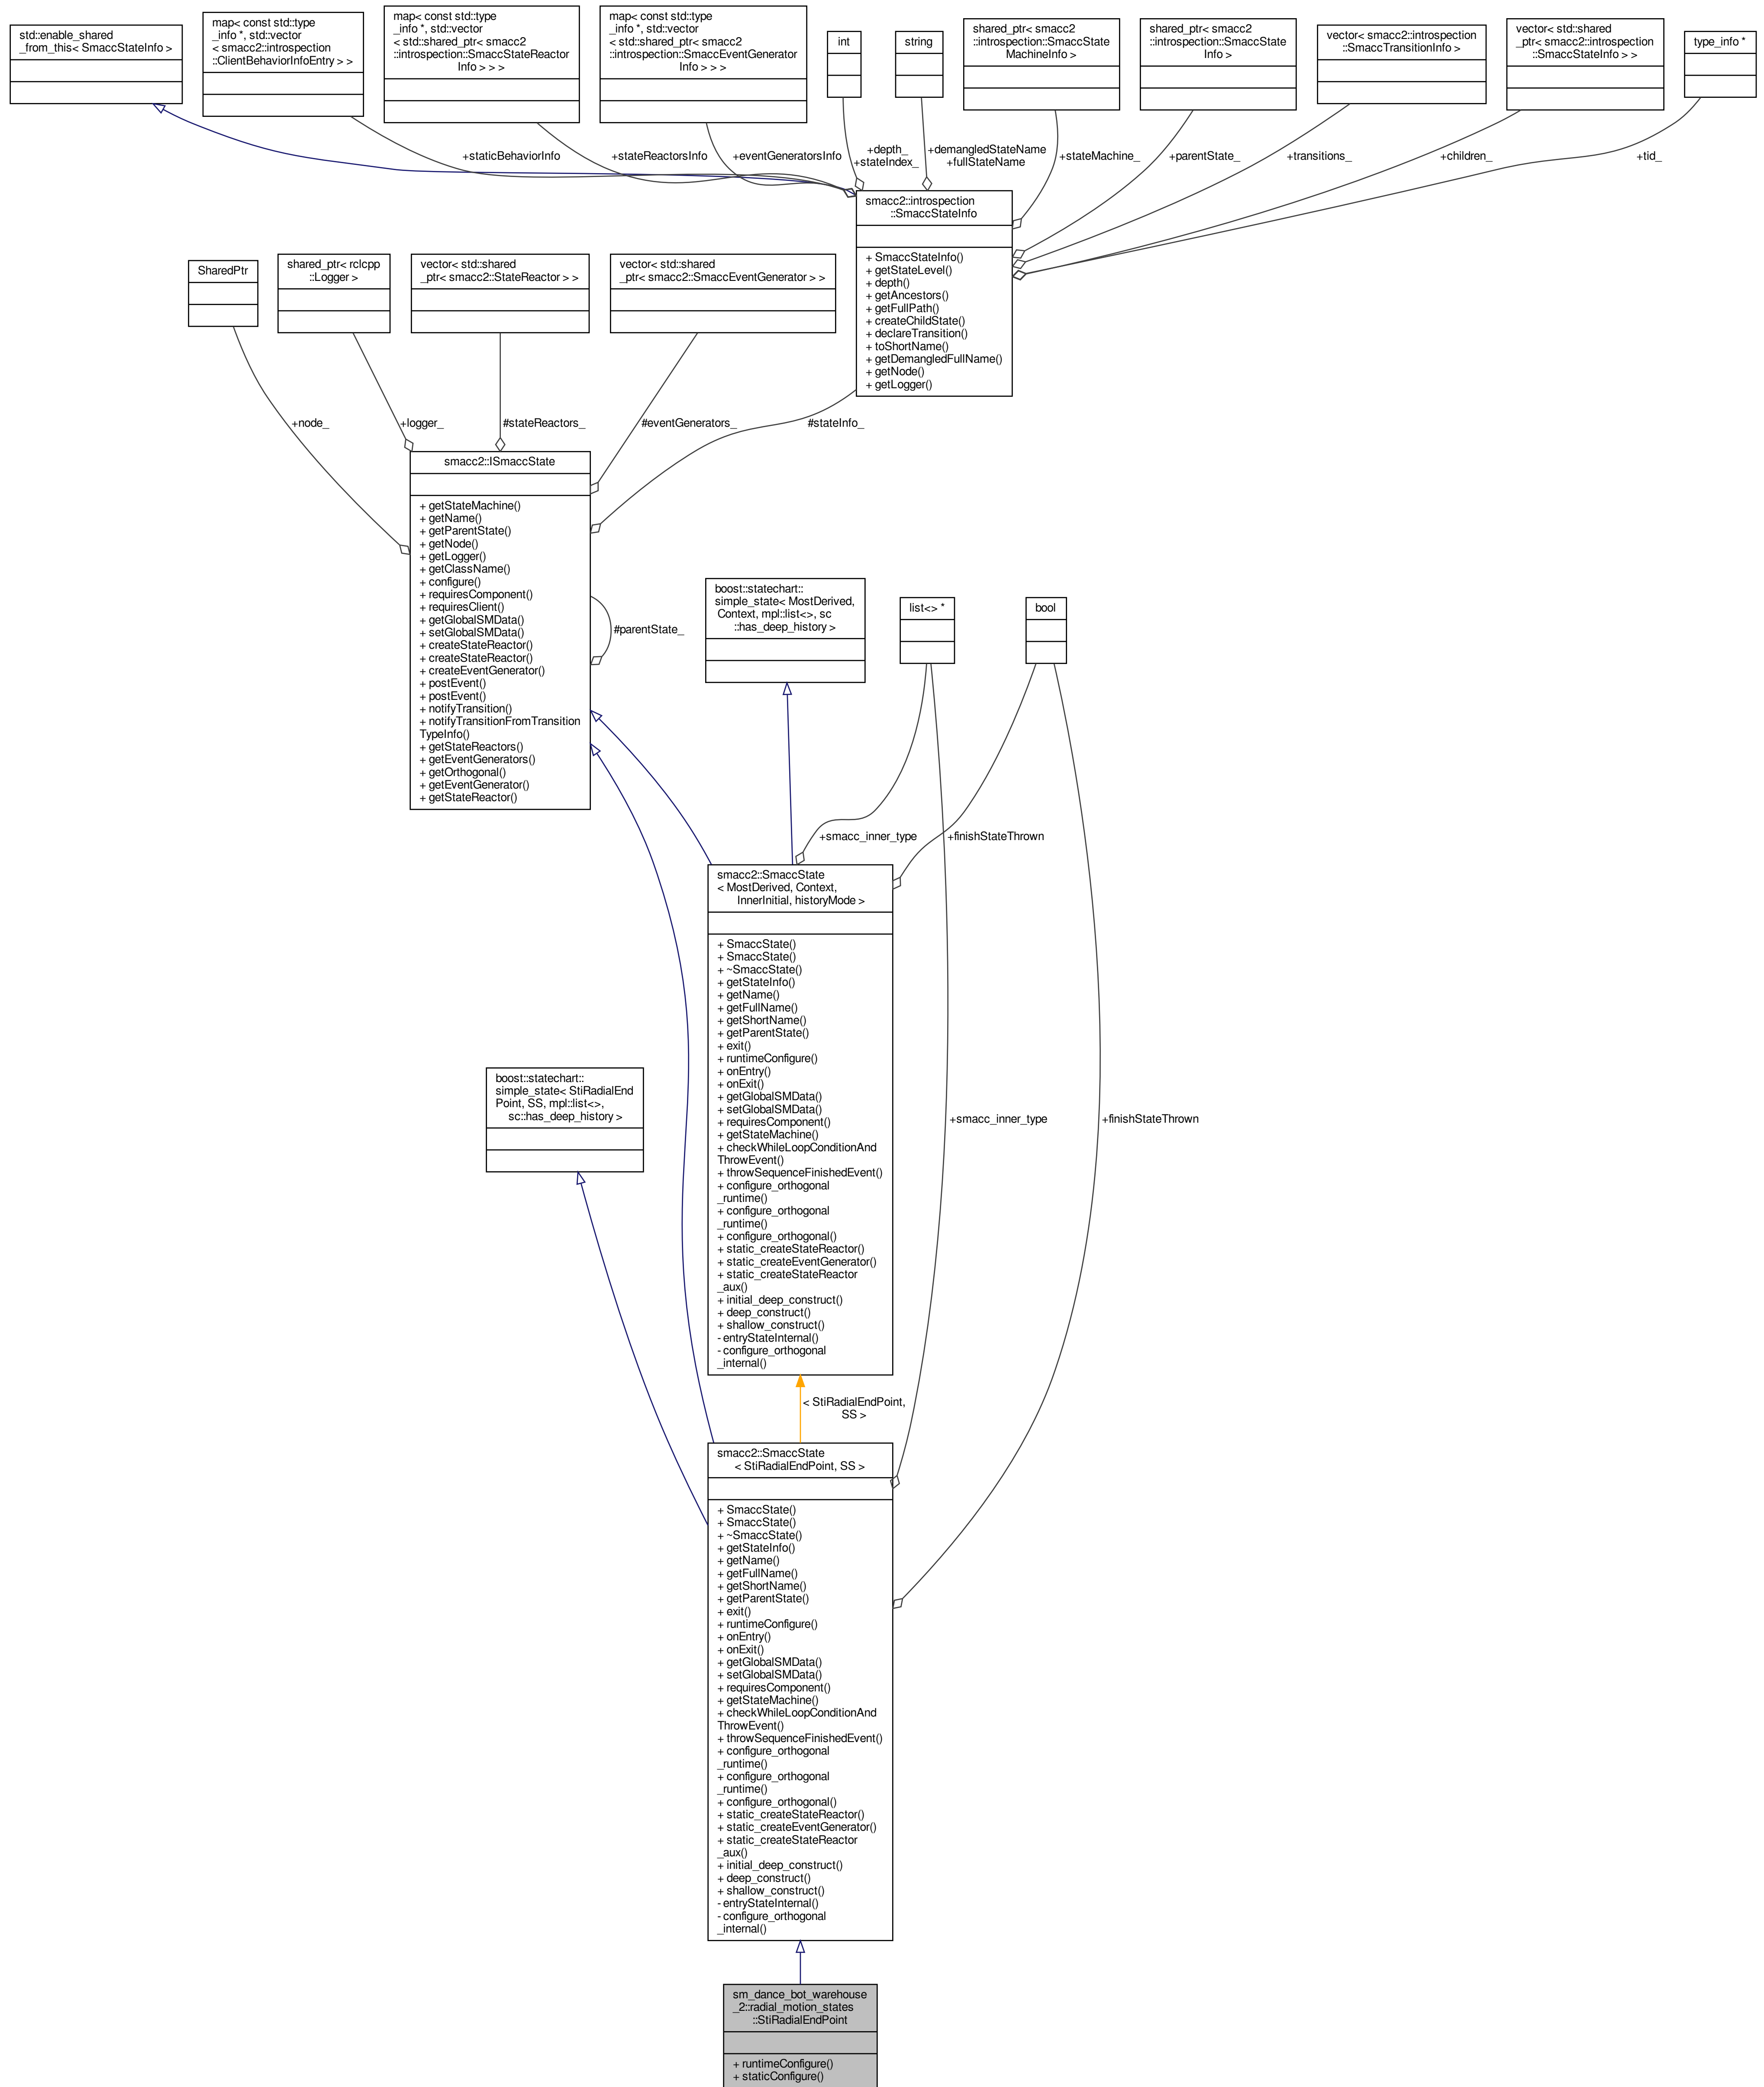 std::enable_shared
_from_this< SmaccStateInfo >
map< const std::type
_info *, std::vector
< smacc2::introspection
::ClientBehaviorInfoEntry > >
map< const std::type
_info *, std::vector
< std::shared_ptr< smacc2
::introspection::SmaccStateReactor
Info > > >
map< const std::type
_info *, std::vector
< std::shared_ptr< smacc2
::introspection::SmaccEventGenerator
Info > > >
int
string
shared_ptr< smacc2
::introspection::SmaccState
MachineInfo >
shared_ptr< smacc2
::introspection::SmaccState
Info >
vector< smacc2::introspection
::SmaccTransitionInfo >
vector< std::shared
_ptr< smacc2::introspection
::SmaccStateInfo > >
type_info *
+staticBehaviorInfo
+stateReactorsInfo
+eventGeneratorsInfo
+depth_
+stateIndex_
+demangledStateName
+fullStateName
+stateMachine_
+parentState_
+transitions_
+children_
+tid_
smacc2::introspection
::SmaccStateInfo
+ SmaccStateInfo()
+ getStateLevel()
+ depth()
+ getAncestors()
+ getFullPath()
+ createChildState()
+ declareTransition()
+ toShortName()
+ getDemangledFullName()
+ getNode()
+ getLogger()
SharedPtr
shared_ptr< rclcpp
::Logger >
vector< std::shared
_ptr< smacc2::StateReactor > >
vector< std::shared
_ptr< smacc2::SmaccEventGenerator > >
+node_
+logger_
#stateReactors_
#eventGenerators_
#stateInfo_
smacc2::ISmaccState
+ getStateMachine()
+ getName()
+ getParentState()
+ getNode()
+ getLogger()
+ getClassName()
+ configure()
+ requiresComponent()
+ requiresClient()
+ getGlobalSMData()
+ setGlobalSMData()
+ createStateReactor()
+ createStateReactor()
+ createEventGenerator()
+ postEvent()
+ postEvent()
+ notifyTransition()
+ notifyTransitionFromTransition
TypeInfo()
+ getStateReactors()
+ getEventGenerators()
+ getOrthogonal()
+ getEventGenerator()
+ getStateReactor()
#parentState_
boost::statechart::
simple_state< MostDerived,
Context, mpl::list<>, sc
::has_deep_history >
list<> *
bool
+smacc_inner_type
+finishStateThrown
smacc2::SmaccState
< MostDerived, Context,
InnerInitial, historyMode >
+ SmaccState()
+ SmaccState()
+ ~SmaccState()
+ getStateInfo()
+ getName()
+ getFullName()
+ getShortName()
+ getParentState()
+ exit()
+ runtimeConfigure()
+ onEntry()
+ onExit()
+ getGlobalSMData()
+ setGlobalSMData()
+ requiresComponent()
+ getStateMachine()
+ checkWhileLoopConditionAnd
ThrowEvent()
+ throwSequenceFinishedEvent()
+ configure_orthogonal
_runtime()
+ configure_orthogonal
_runtime()
+ configure_orthogonal()
+ static_createStateReactor()
+ static_createEventGenerator()
+ static_createStateReactor
_aux()
+ initial_deep_construct()
+ deep_construct()
+ shallow_construct()
- entryStateInternal()
- configure_orthogonal
_internal()
boost::statechart::
simple_state< StiRadialEnd
Point, SS, mpl::list<>,
sc::has_deep_history >
+smacc_inner_type
+finishStateThrown
< StiRadialEndPoint,
SS >
smacc2::SmaccState
< StiRadialEndPoint, SS >
+ SmaccState()
+ SmaccState()
+ ~SmaccState()
+ getStateInfo()
+ getName()
+ getFullName()
+ getShortName()
+ getParentState()
+ exit()
+ runtimeConfigure()
+ onEntry()
+ onExit()
+ getGlobalSMData()
+ setGlobalSMData()
+ requiresComponent()
+ getStateMachine()
+ checkWhileLoopConditionAnd
ThrowEvent()
+ throwSequenceFinishedEvent()
+ configure_orthogonal
_runtime()
+ configure_orthogonal
_runtime()
+ configure_orthogonal()
+ static_createStateReactor()
+ static_createEventGenerator()
+ static_createStateReactor
_aux()
+ initial_deep_construct()
+ deep_construct()
+ shallow_construct()
- entryStateInternal()
- configure_orthogonal
_internal()
sm_dance_bot_warehouse
_2::radial_motion_states
::StiRadialEndPoint
+ runtimeConfigure()
+ staticConfigure()